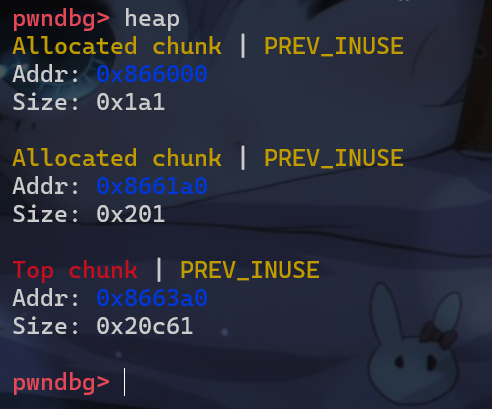 pwndbg> heap
Allocated chunk | PREV_INUSE
Addr: 0x866000
Size: 0x1a1
Allocated chunk | PREV_INUSE
Addr: 0x8661a0
Size: 0x201
Top chunk | PREV_INUSE
Addr: 0x8663a0
Size: 0x20c61
pwndbg>